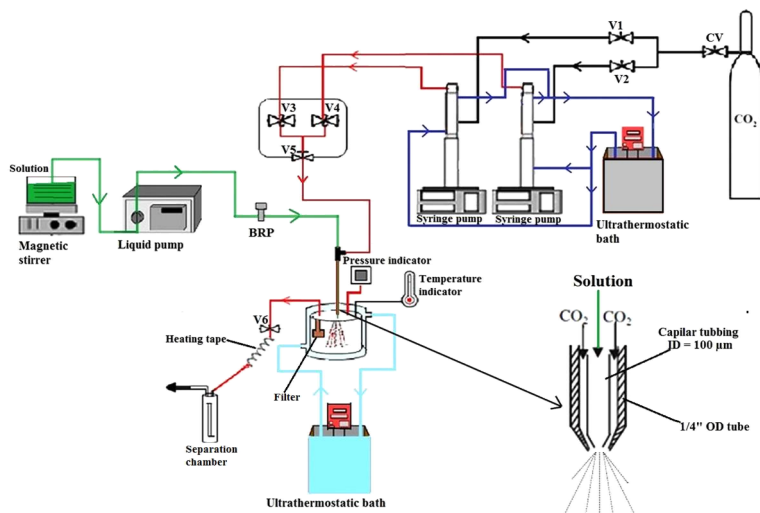 V1
CV
V2
V3
V4
V5
CO2
Solution
Magnetic
stirrer
Liquid pump
BRP
Syringe pump
Syringe pump
Ultrathermostatic
bath
Pressure indicator
Temperature
indicator
V6
Heating tape
Filter
Separation
chamber
Ultrathermostatic bath
Solution
CO2
CO2
Capilar tubbing
ID = 100 µm
1/4" OD tube